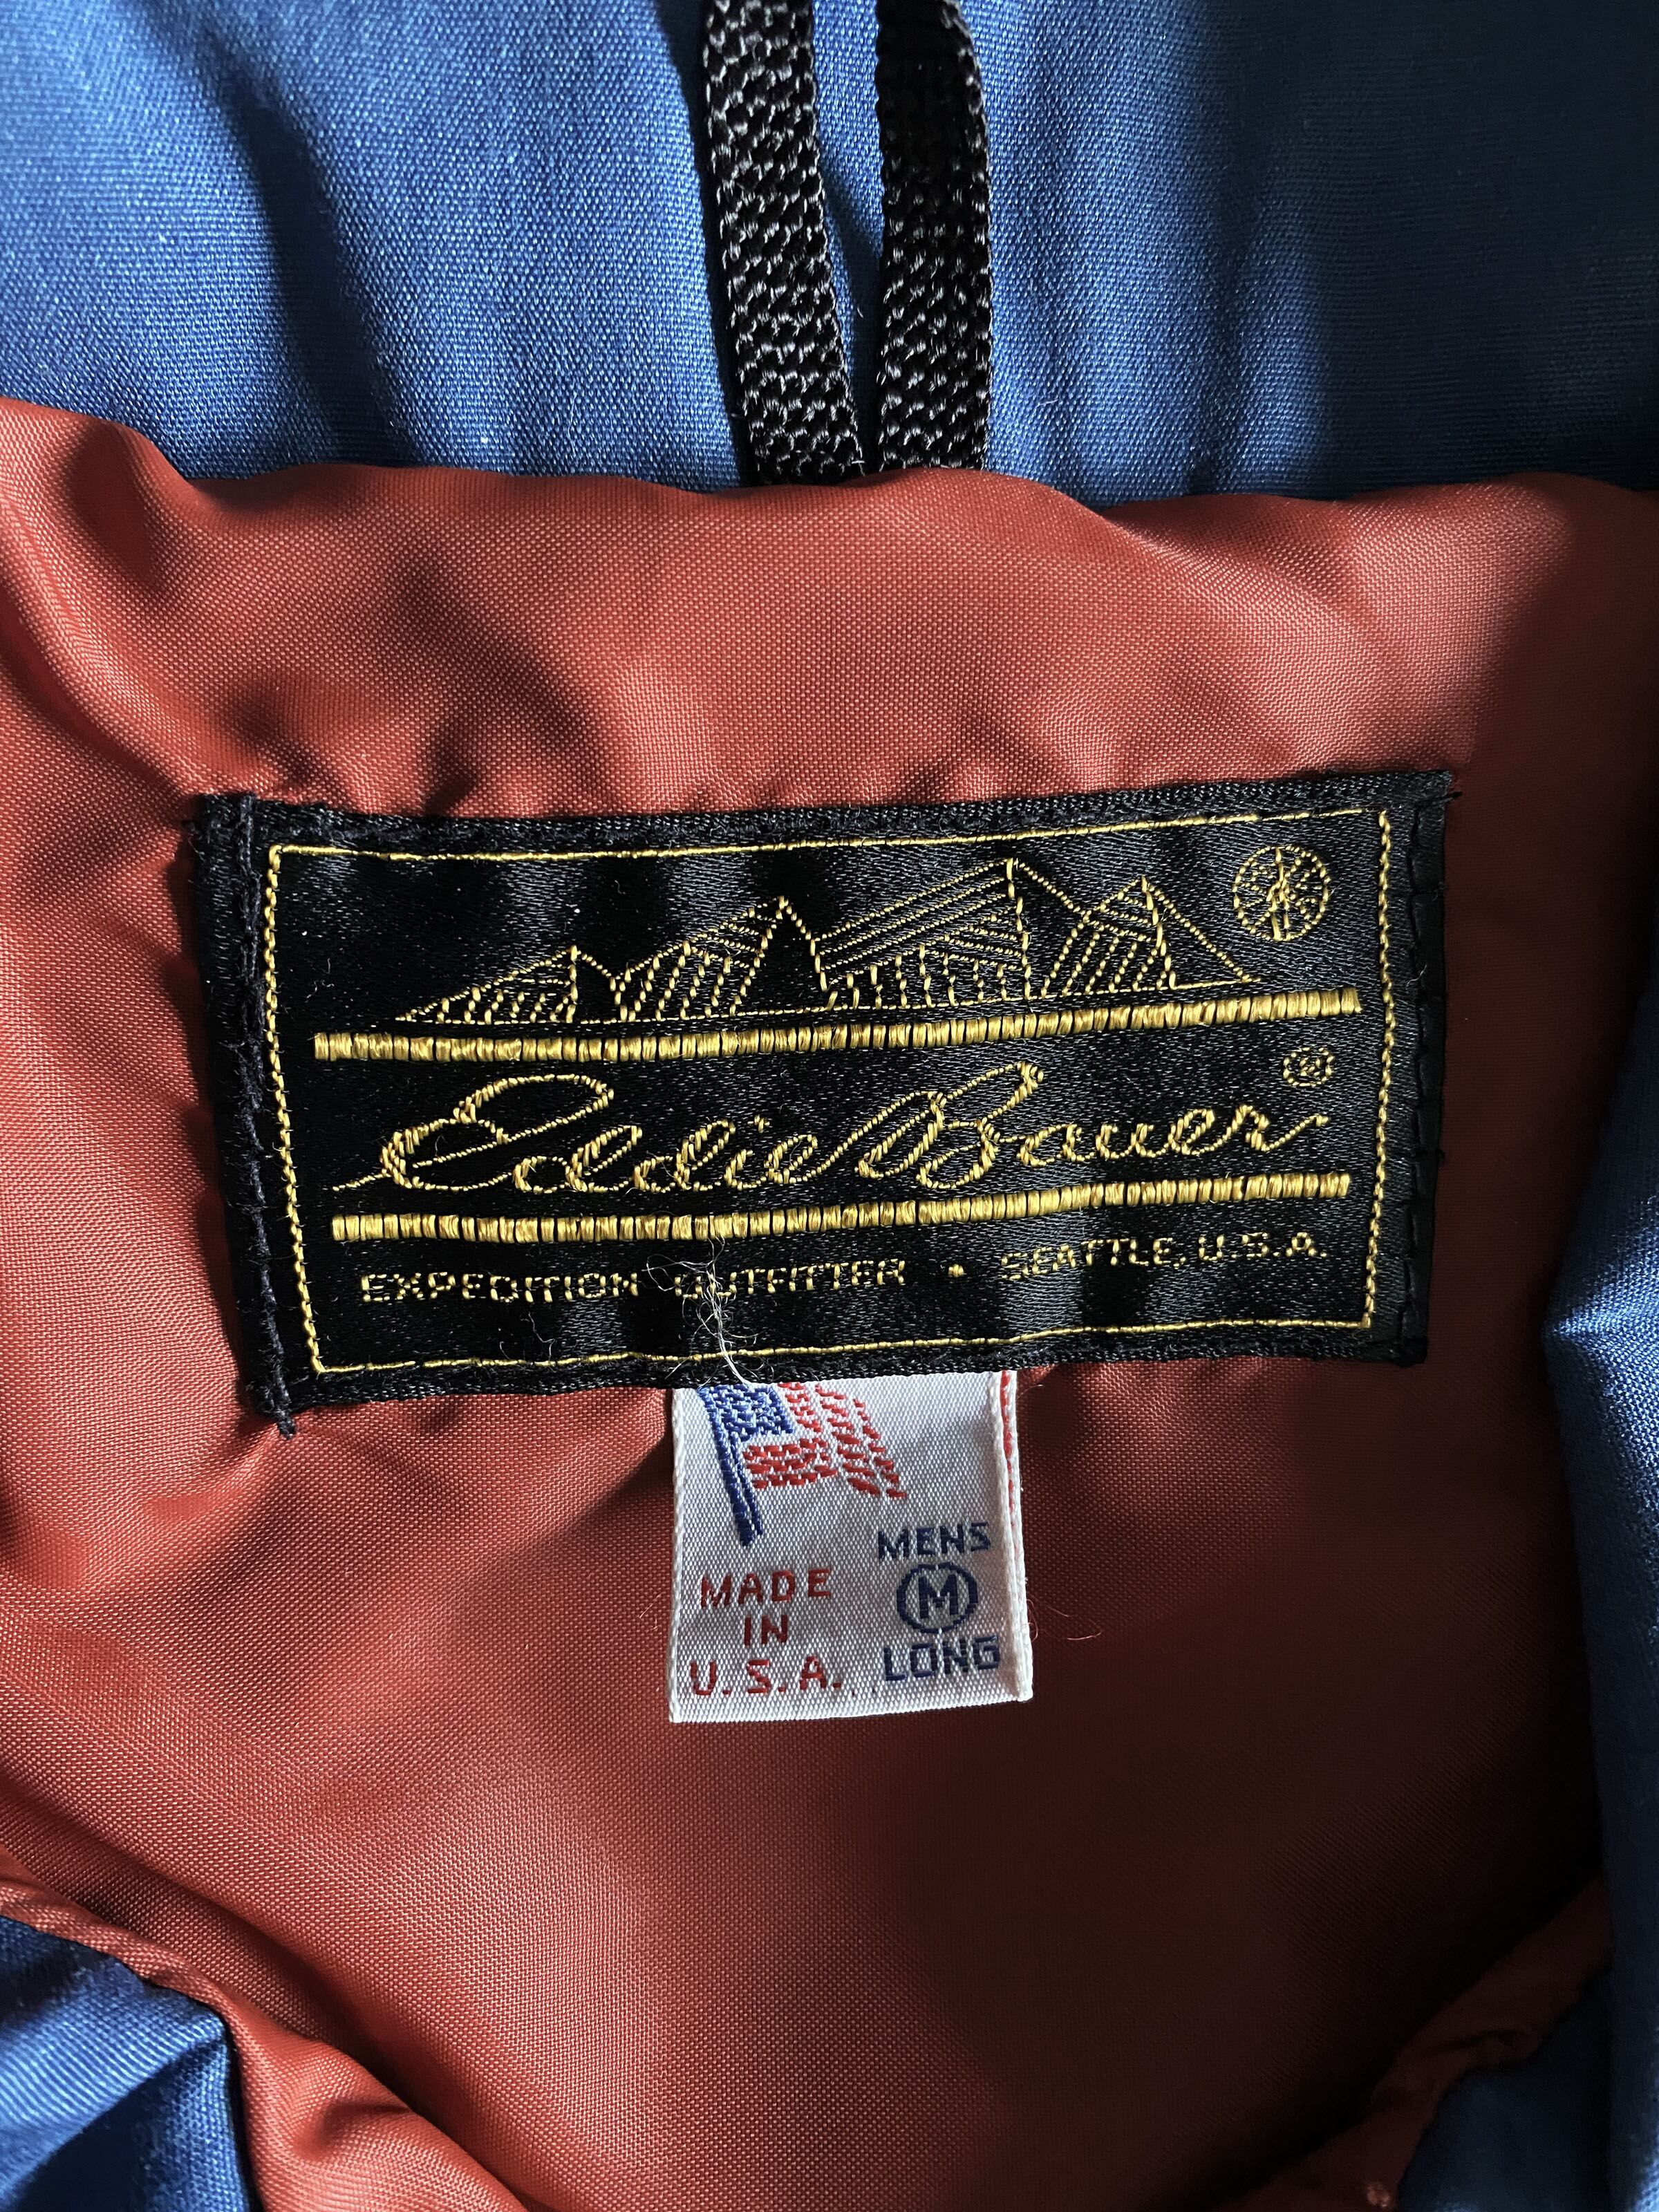 Eddie Bauer ®
EXPEDITION OUTFITTER • SEATTLE, U.S.A.
MADE
IN
U.S.A.
MENS
M
LONG